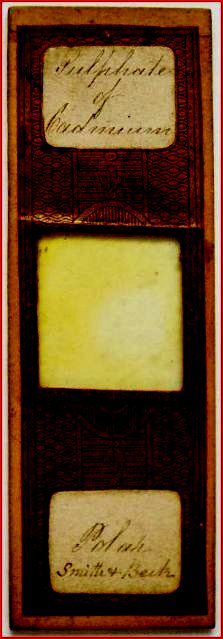 Sulphate
of
Cadmium
Polar
Smith & Beck